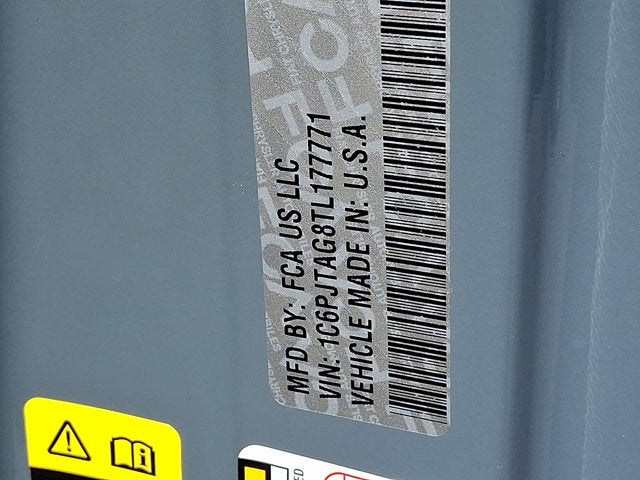 MFD BY: FCA US LLC
VIN: 1C6PJTAG8TL177771
VEHICLE MADE IN: U.S.A.